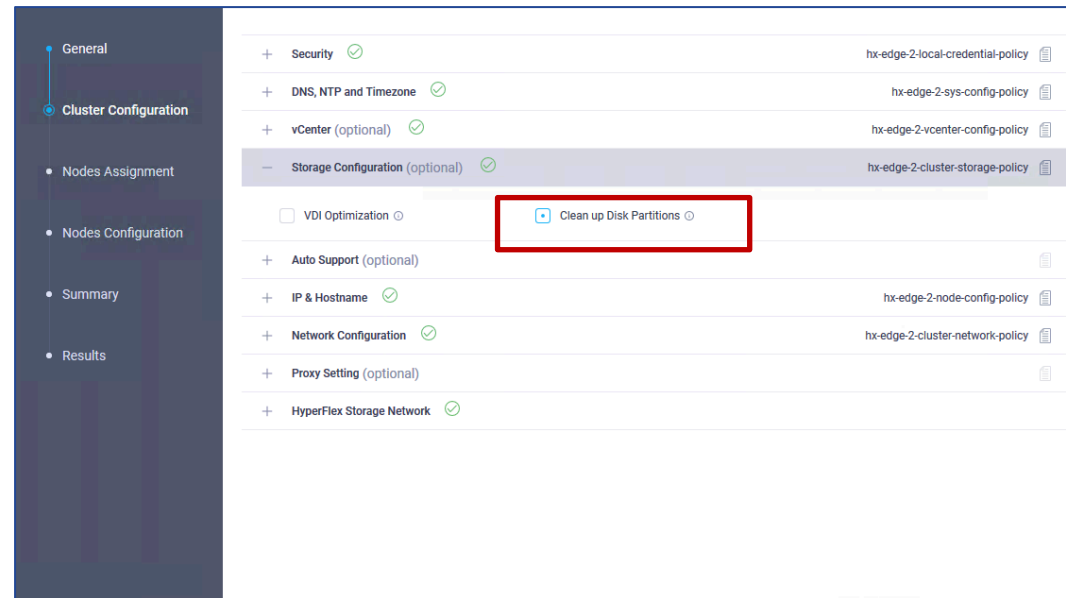 General
Cluster Configuration
Nodes Assignment
Nodes Configuration
Summary
Results
Security hx-edge-2-local-credential-policy
DNS, NTP and Timezone hx-edge-2-sys-config-policy
vCenter (optional) hx-edge-2-vcenter-config-policy
Storage Configuration (optional) hx-edge-2-cluster-storage-policy
VDI Optimization Clean up Disk Partitions
Auto Support (optional)
IP & Hostname hx-edge-2-node-config-policy
Network Configuration hx-edge-2-cluster-network-policy
Proxy Setting (optional)
HyperFlex Storage Network